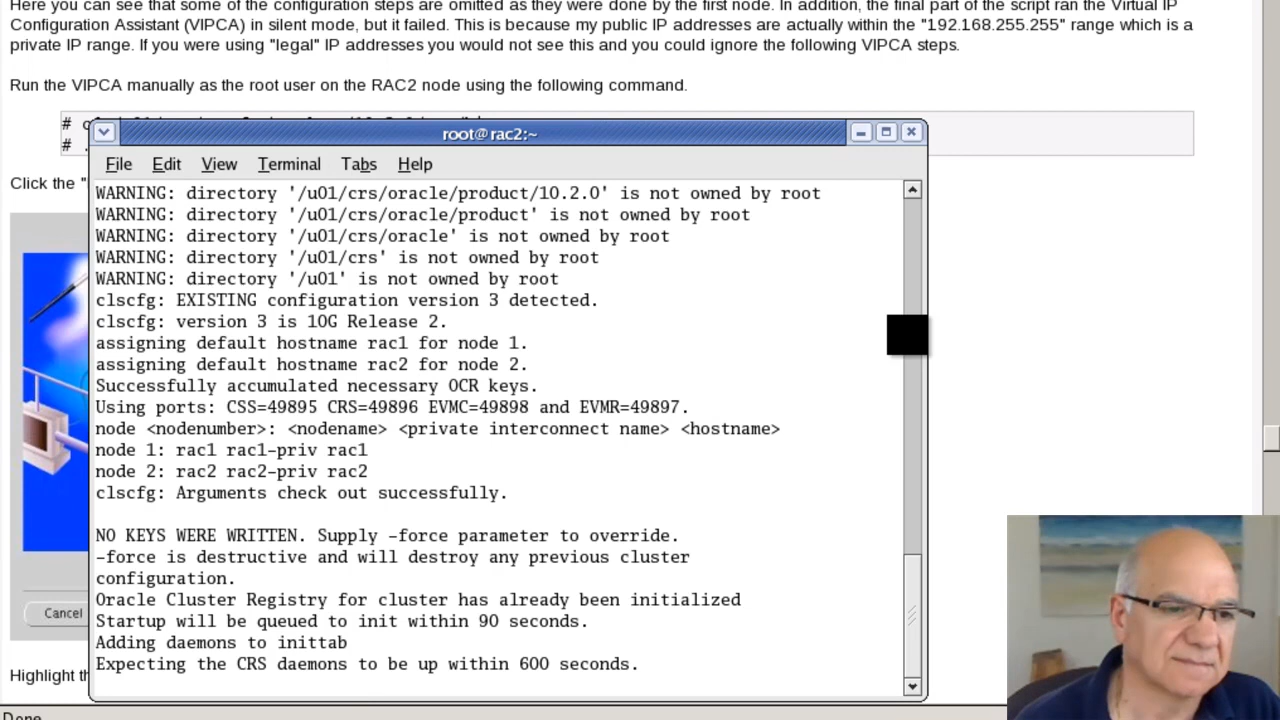 Here you can see that some of the configuration steps are omitted as they were done by the first node. In addition, the final part of the script ran the Virtual IP
Configuration Assistant (VIPCA) in silent mode, but it failed. This is because my public IP addresses are actually within the "192.168.255.255" range which is a
private IP range. If you were using "legal" IP addresses you would not see this and you could ignore the following VIPCA steps.
Run the VIPCA manually as the root user on the RAC2 node using the following command.
#
# .
Click the "
root@rac2:~
File Edit View Terminal Tabs Help
WARNING: directory '/u01/crs/oracle/product/10.2.0' is not owned by root
WARNING: directory '/u01/crs/oracle/product' is not owned by root
WARNING: directory '/u01/crs/oracle' is not owned by root
WARNING: directory '/u01/crs' is not owned by root
WARNING: directory '/u01' is not owned by root
clscfg: EXISTING configuration version 3 detected.
clscfg: version 3 is 10G Release 2.
assigning default hostname rac1 for node 1.
assigning default hostname rac2 for node 2.
Successfully accumulated necessary OCR keys.
Using ports: CSS=49895 CRS=49896 EVMC=49898 and EVMR=49897.
node <nodenumber>: <nodename> <private interconnect name> <hostname>
node 1: rac1 rac1-priv rac1
node 2: rac2 rac2-priv rac2
clscfg: Arguments check out successfully.
NO KEYS WERE WRITTEN. Supply -force parameter to override.
-force is destructive and will destroy any previous cluster
configuration.
Oracle Cluster Registry for cluster has already been initialized
Startup will be queued to init within 90 seconds.
Adding daemons to inittab
Expecting the CRS daemons to be up within 600 seconds.
Cancel
Highlight th
Done